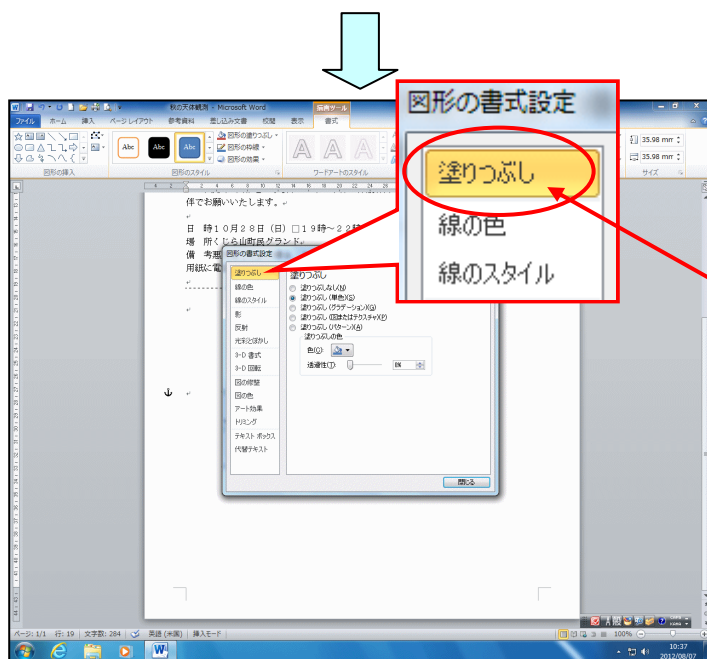 秋の天体観測 - Microsoft Word
描画ツール
ファイル ホーム 挿入 ページ レイアウト 参考資料 差し込み文書 校閲 表示 書式
Abc Abc Abc
図形の塗りつぶし
図形の枠線
図形の効果
A A A
35.98 mm
35.98 mm
図形の挿入 図形のスタイル ワードアートのスタイル サイズ
伴でお願いいたします。
日 時10月28日(日)□19時~22時
場 所くじら山町民グランド
備 考悪
用紙に電
図形の書式設定
塗りつぶし
線の色
線のスタイル
影
反射
光彩とぼかし
3-D 書式
3-D 回転
図の修整
図の色
アート効果
トリミング
テキスト ボックス
代替テキスト
塗りつぶし
塗りつぶしなし(N)
塗りつぶし (単色)(S)
塗りつぶし (グラデーション)(G)
塗りつぶし (図またはテクスチャ)(P)
塗りつぶし (パターン)(A)
塗りつぶしの色
色(C):
透過性(T): 0%
閉じる
図形の書式設定
塗りつぶし
線の色
線のスタイル
ページ: 1/1 行: 19 文字数: 284 英語 (米国) 挿入モード 100%
10:37
2012/08/07